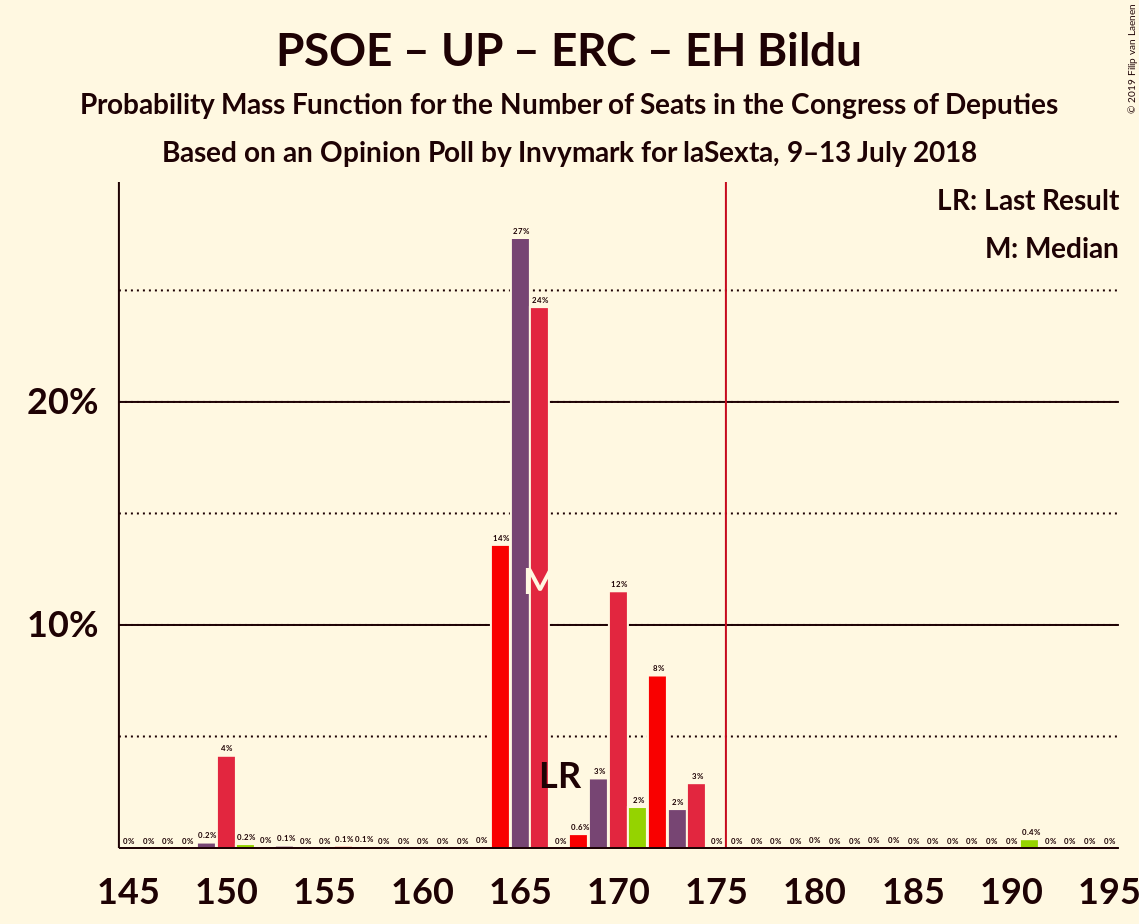 PSOE – UP – ERC – EH Bildu
Probability Mass Function for the Number of Seats in the Congress of Deputies
Based on an Opinion Poll by Invymark for laSexta, 9–13 July 2018
© 2019 Filip van Laenen
LR: Last Result
M: Median
20%
10%
0% 0% 0% 0% 0.2% 4% 0.2% 0% 0.1% 0% 0% 0.1% 0.1% 0% 0% 0% 0% 0% 0% 14% 27% 24% 0% 0.6% 3% 12% 2% 8% 2% 3% 0% 0% 0% 0% 0% 0% 0% 0% 0% 0% 0% 0% 0% 0% 0% 0% 0.4% 0% 0% 0% 0%
M
LR
145 150 155 160 165 170 175 180 185 190 195